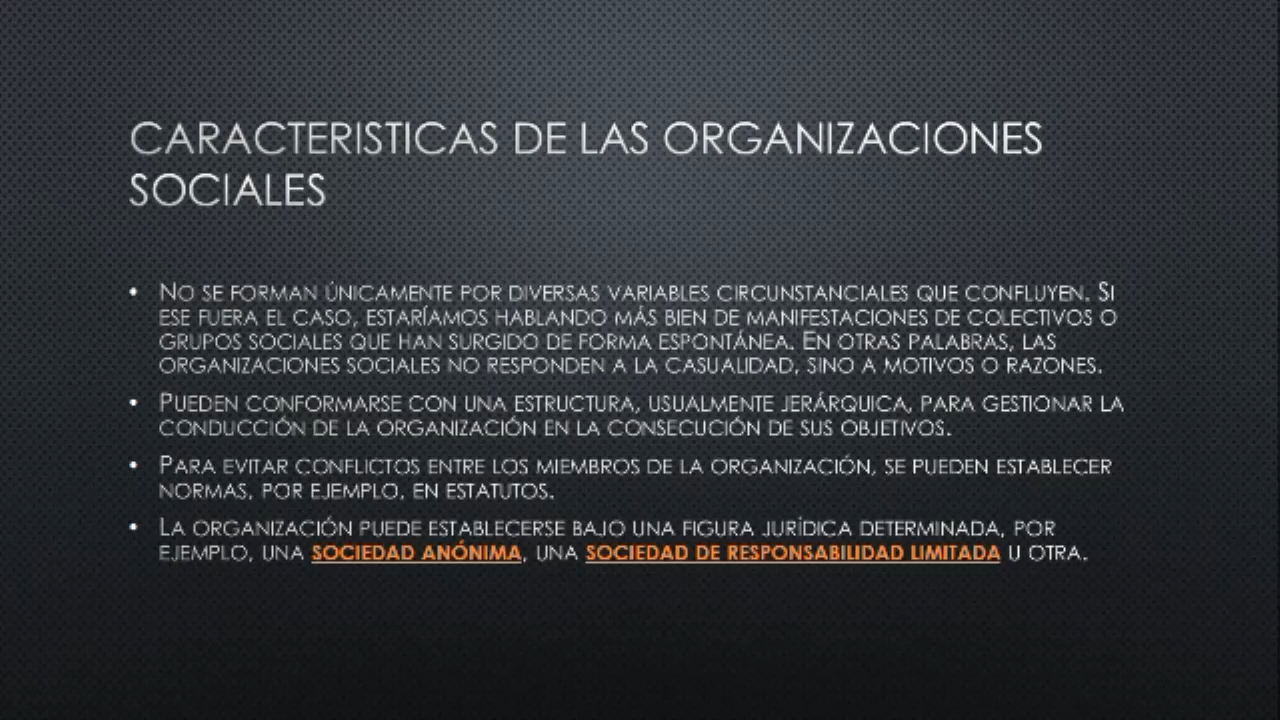 CARACTERISTICAS DE LAS ORGANIZACIONES
SOCIALES
• NO SE FORMAN ÚNICAMENTE POR DIVERSAS VARIABLES CIRCUNSTANCIALES QUE CONFLUYEN. SI
ESE FUERA EL CASO, ESTARÍAMOS HABLANDO MÁS BIEN DE MANIFESTACIONES DE COLECTIVOS O
GRUPOS SOCIALES QUE HAN SURGIDO DE FORMA ESPONTÁNEA. EN OTRAS PALABRAS, LAS
ORGANIZACIONES SOCIALES NO RESPONDEN A LA CASUALIDAD, SINO A MOTIVOS O RAZONES.
• PUEDEN CONFORMARSE CON UNA ESTRUCTURA, USUALMENTE JERÁRQUICA, PARA GESTIONAR LA
CONDUCCIÓN DE LA ORGANIZACIÓN EN LA CONSECUCIÓN DE SUS OBJETIVOS.
• PARA EVITAR CONFLICTOS ENTRE LOS MIEMBROS DE LA ORGANIZACIÓN, SE PUEDEN ESTABLECER
NORMAS, POR EJEMPLO, EN ESTATUTOS.
• LA ORGANIZACIÓN PUEDE ESTABLECERSE BAJO UNA FIGURA JURÍDICA DETERMINADA, POR
EJEMPLO, UNA SOCIEDAD ANÓNIMA, UNA SOCIEDAD DE RESPONSABILIDAD LIMITADA U OTRA.